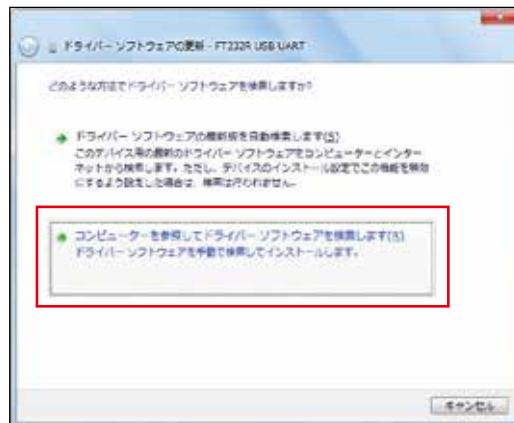 ドライバー ソフトウェアの更新 - FT232R USB UART
どのような方法でドライバー ソフトウェアを検索しますか?
ドライバー ソフトウェアの最新版を自動検索します(S)
このデバイス用の最新のドライバー ソフトウェアをコンピューターとインター
ネットから検索します。ただし、デバイスのインストール設定でこの機能を無効
にするよう設定した場合は、検索は行われません。
コンピューターを参照してドライバー ソフトウェアを検索します(R)
ドライバー ソフトウェアを手動で検索してインストールします。
キャンセル